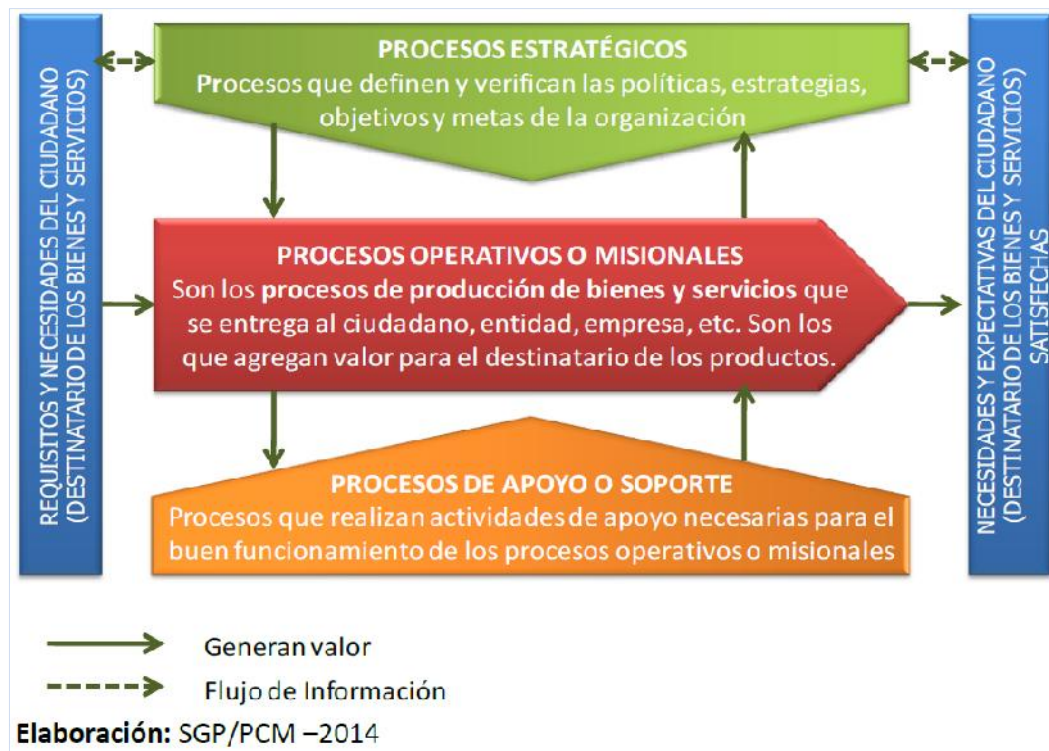 REQUISITOS Y NECESIDADES DEL CIUDADANO
(DESTINATARIO DE LOS BIENES Y SERVICIOS)
PROCESOS ESTRATÉGICOS
Procesos que definen y verifican las políticas, estrategias,
objetivos y metas de la organización
PROCESOS OPERATIVOS O MISIONALES
Son los procesos de producción de bienes y servicios que
se entrega al ciudadano, entidad, empresa, etc. Son los
que agregan valor para el destinatario de los productos.
PROCESOS DE APOYO O SOPORTE
Procesos que realizan actividades de apoyo necesarias para el
buen funcionamiento de los procesos operativos o misionales
NECESIDADES Y EXPECTATIVAS DEL CIUDADANO
(DESTINATARIO DE LOS BIENES Y SERVICIOS)
SATISFECHAS
Generan valor
Flujo de Información
Elaboración: SGP/PCM –2014